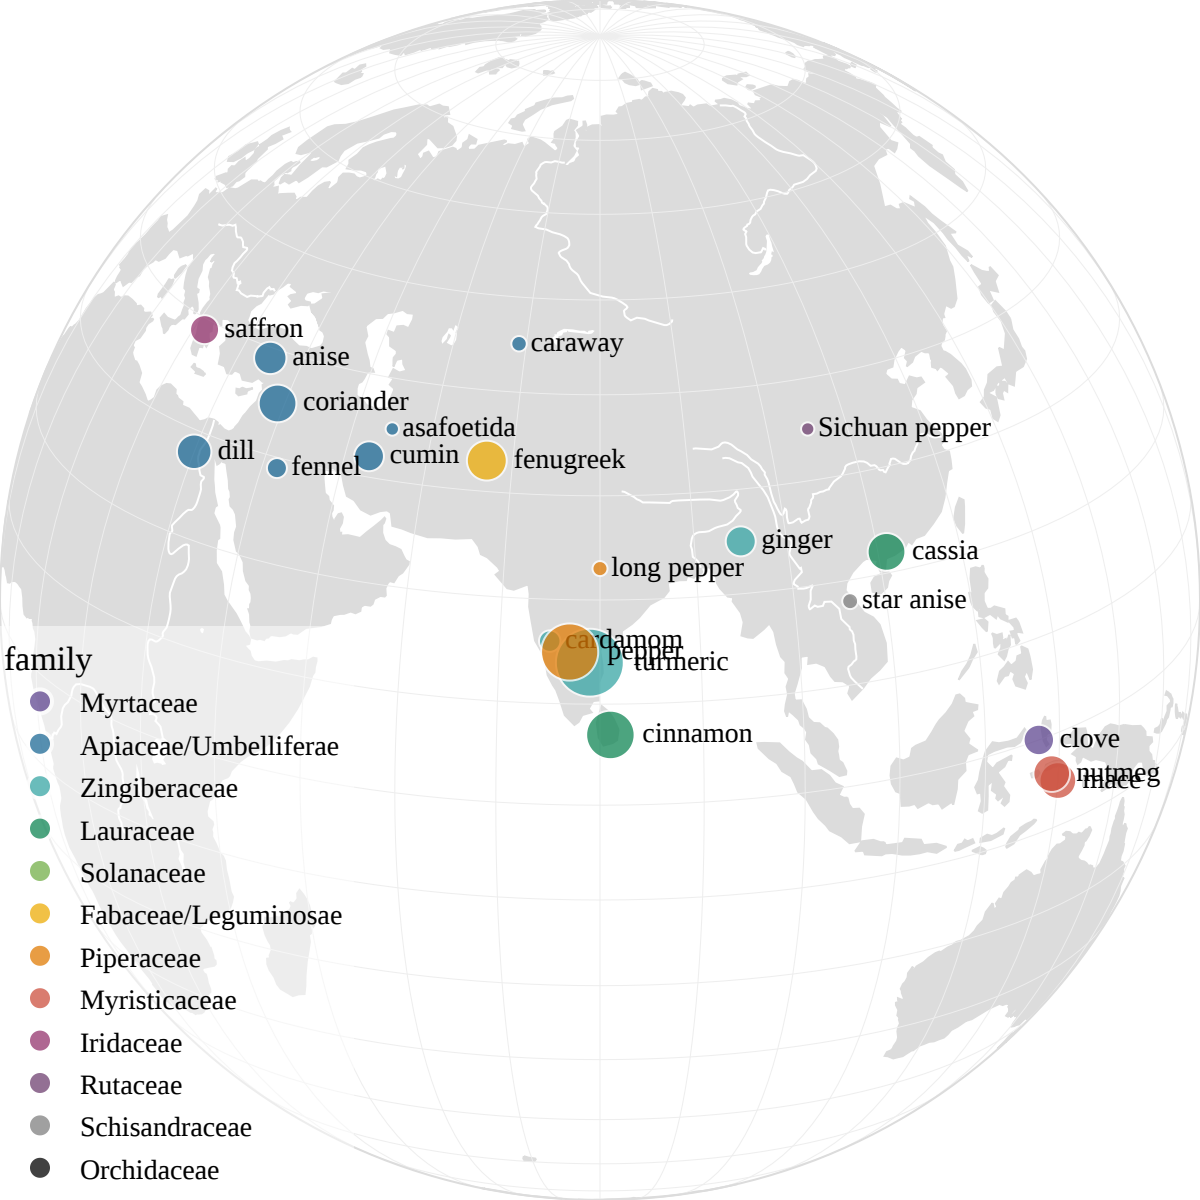 saffron
caraway
anise
coriander
asafoetida
Sichuan pepper
dill
cumin
fennel
fenugreek
ginger
cassia
long pepper
star anise
cardamom
pepper
turmeric
cinnamon
clove
nutmeg
mace
family
Myrtaceae
Apiaceae/Umbelliferae
Zingiberaceae
Lauraceae
Solanaceae
Fabaceae/Leguminosae
Piperaceae
Myristicaceae
Iridaceae
Rutaceae
Schisandraceae
Orchidaceae